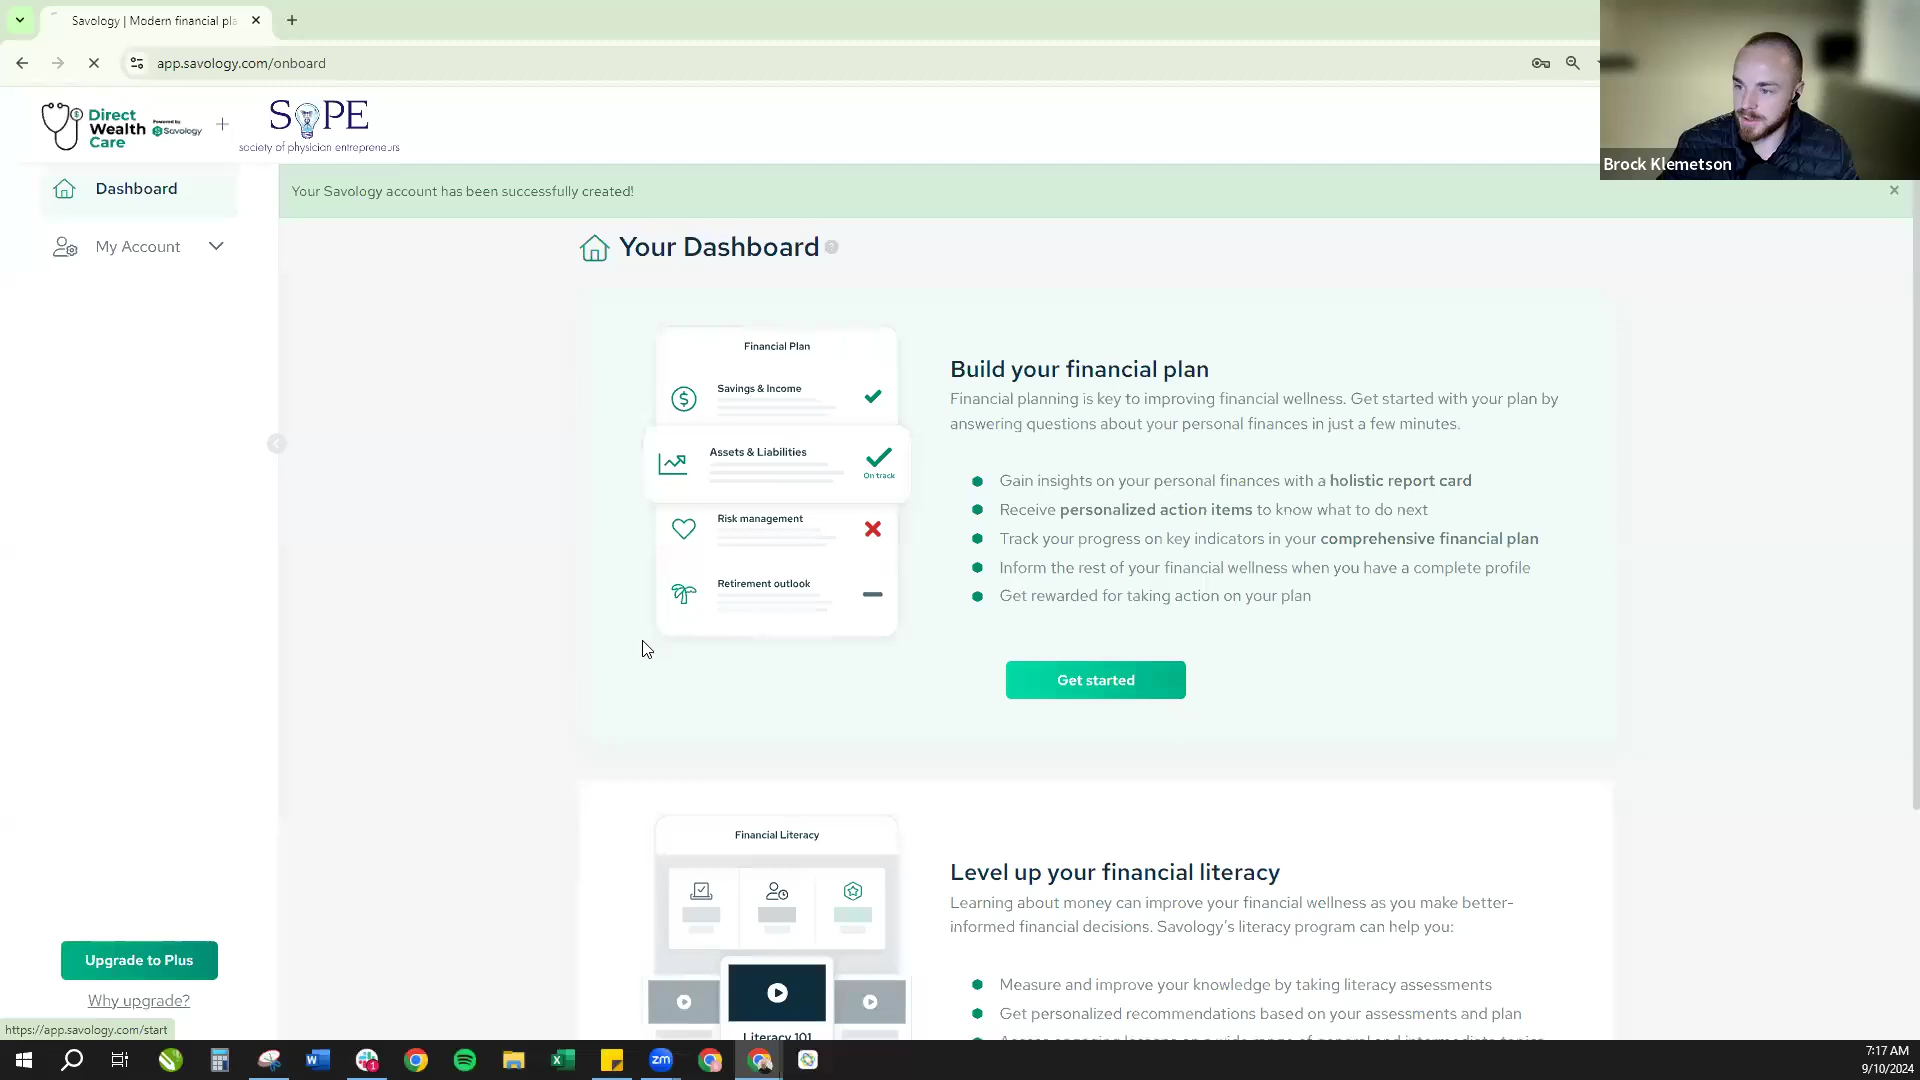 Savology | Modern financial pla
app.savology.com/onboard
Direct
Wealth
Care
Powered by
Savology
SOPE
society of physician entrepreneurs
Brock Klemetson
Dashboard
My Account
Your Savology account has been successfully created!
Your Dashboard
Financial Plan
Savings & Income
Assets & Liabilities
On track
Risk management
Retirement outlook
Build your financial plan
Financial planning is key to improving financial wellness. Get started with your plan by
answering questions about your personal finances in just a few minutes.
Gain insights on your personal finances with a holistic report card
Receive personalized action items to know what to do next
Track your progress on key indicators in your comprehensive financial plan
Inform the rest of your financial wellness when you have a complete profile
Get rewarded for taking action on your plan
Get started
Financial Literacy
Literacy 101
Level up your financial literacy
Learning about money can improve your financial wellness as you make better-
informed financial decisions. Savology's literacy program can help you:
Measure and improve your knowledge by taking literacy assessments
Get personalized recommendations based on your assessments and plan
Upgrade to Plus
Why upgrade?
https://app.savology.com/start
zm
7:17 AM
9/10/2024